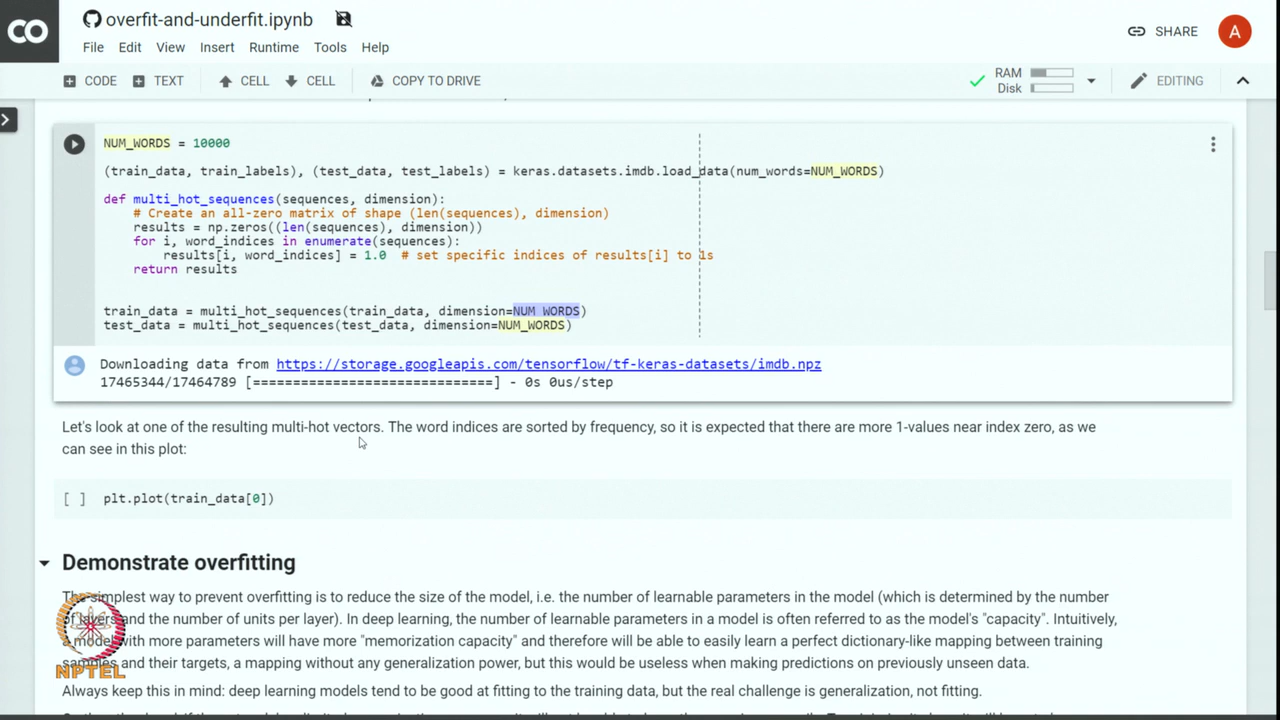 CO
overfit-and-underfit.ipynb
SHARE
A
File Edit View Insert Runtime Tools Help
CODE TEXT CELL CELL COPY TO DRIVE
RAM
Disk
EDITING
NUM_WORDS = 10000
(train_data, train_labels), (test_data, test_labels) = keras.datasets.imdb.load_data(num_words=NUM_WORDS)
def multi_hot_sequences(sequences, dimension):
# Create an all-zero matrix of shape (len(sequences), dimension)
results = np.zeros((len(sequences), dimension))
for i, word_indices in enumerate(sequences):
results[i, word_indices] = 1.0  # set specific indices of results[i] to 1s
return results
train_data = multi_hot_sequences(train_data, dimension=NUM_WORDS)
test_data = multi_hot_sequences(test_data, dimension=NUM_WORDS)
Downloading data from https://storage.googleapis.com/tensorflow/tf-keras-datasets/imdb.npz
17465344/17464789 [==============================] - 0s 0us/step
Let's look at one of the resulting multi-hot vectors. The word indices are sorted by frequency, so it is expected that there are more 1-values near index zero, as we
can see in this plot:
[ ] plt.plot(train_data[0])
Demonstrate overfitting
The simplest way to prevent overfitting is to reduce the size of the model, i.e. the number of learnable parameters in the model (which is determined by the number
of layers and the number of units per layer). In deep learning, the number of learnable parameters in a model is often referred to as the model's "capacity". Intuitively,
a model with more parameters will have more "memorization capacity" and therefore will be able to easily learn a perfect dictionary-like mapping between training
samples and their targets, a mapping without any generalization power, but this would be useless when making predictions on previously unseen data.
NPTEL
Always keep this in mind: deep learning models tend to be good at fitting to the training data, but the real challenge is generalization, not fitting.